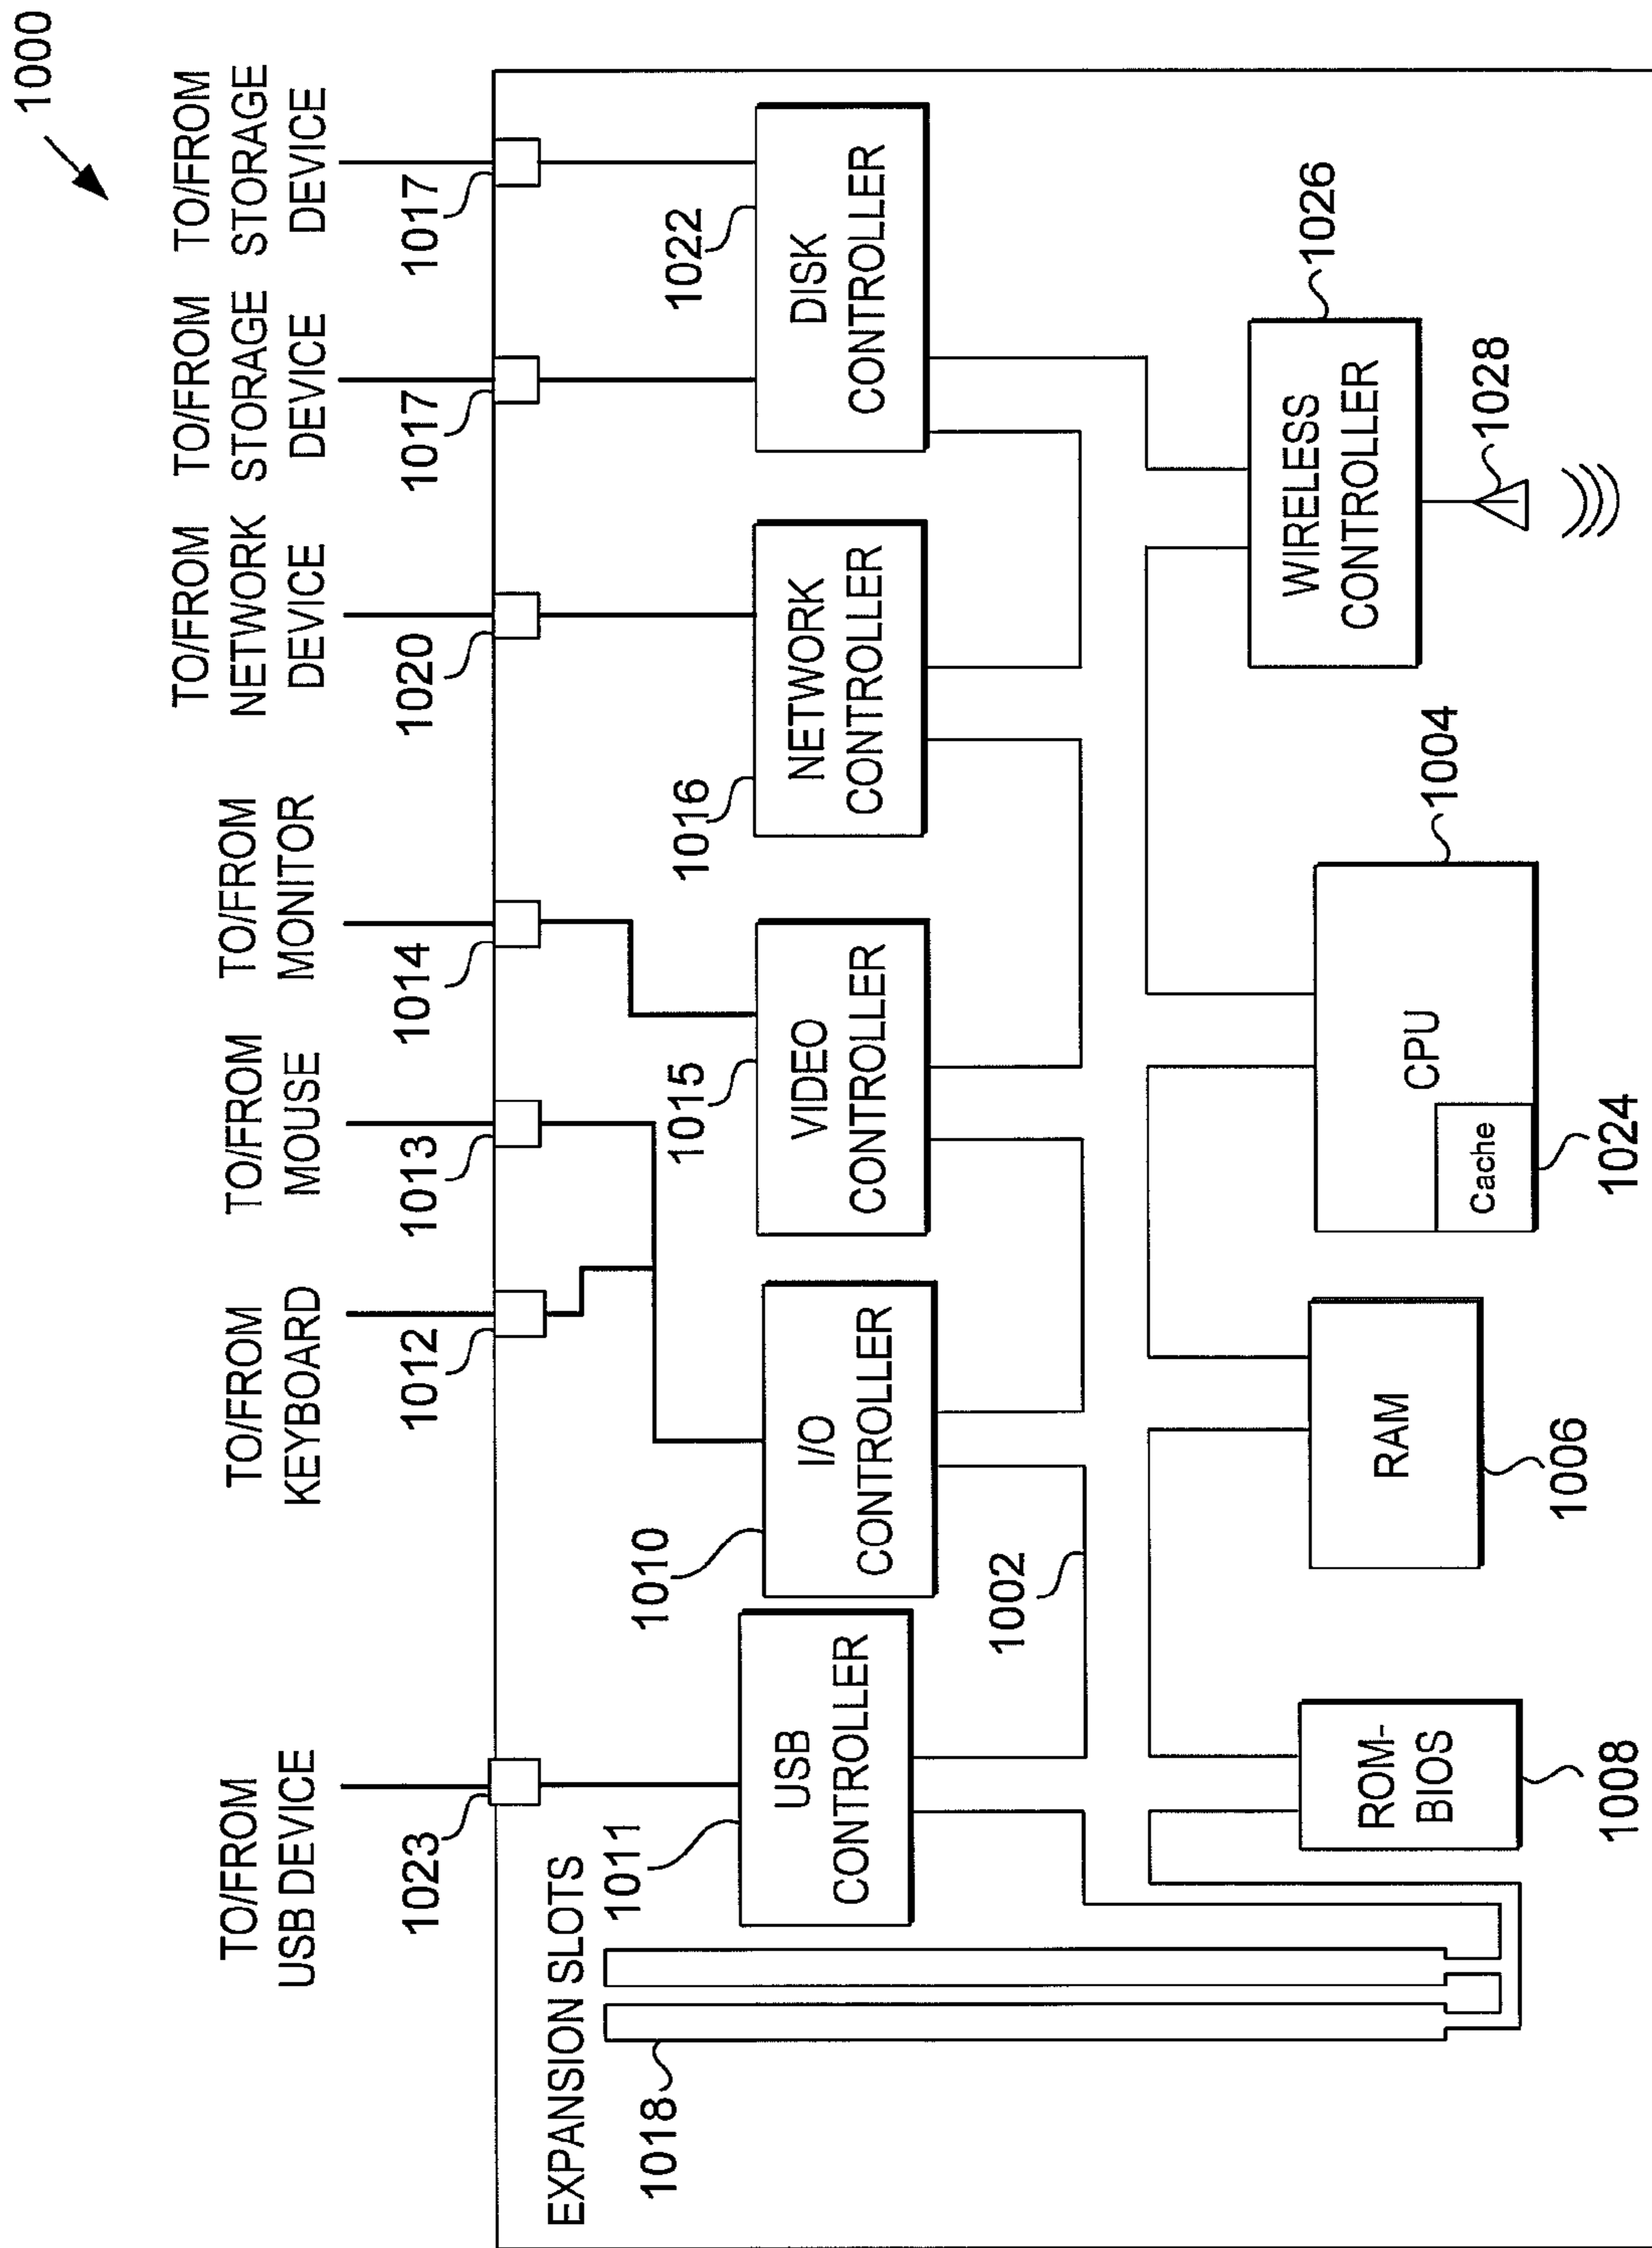 1000
TO/FROM
USB DEVICE
TO/FROM
KEYBOARD
TO/FROM
MOUSE
TO/FROM
MONITOR
TO/FROM
NETWORK
DEVICE
TO/FROM
STORAGE
DEVICE
TO/FROM
STORAGE
DEVICE
1023
1012
1013
1014
1020
1017
1017
EXPANSION SLOTS
1018
1011
USB
CONTROLLER
1010
I/O
CONTROLLER
1015
VIDEO
CONTROLLER
1016
NETWORK
CONTROLLER
1022
DISK
CONTROLLER
1002
ROM-
BIOS
1008
RAM
1006
CPU
Cache
1004
1024
WIRELESS
CONTROLLER
1026
1028